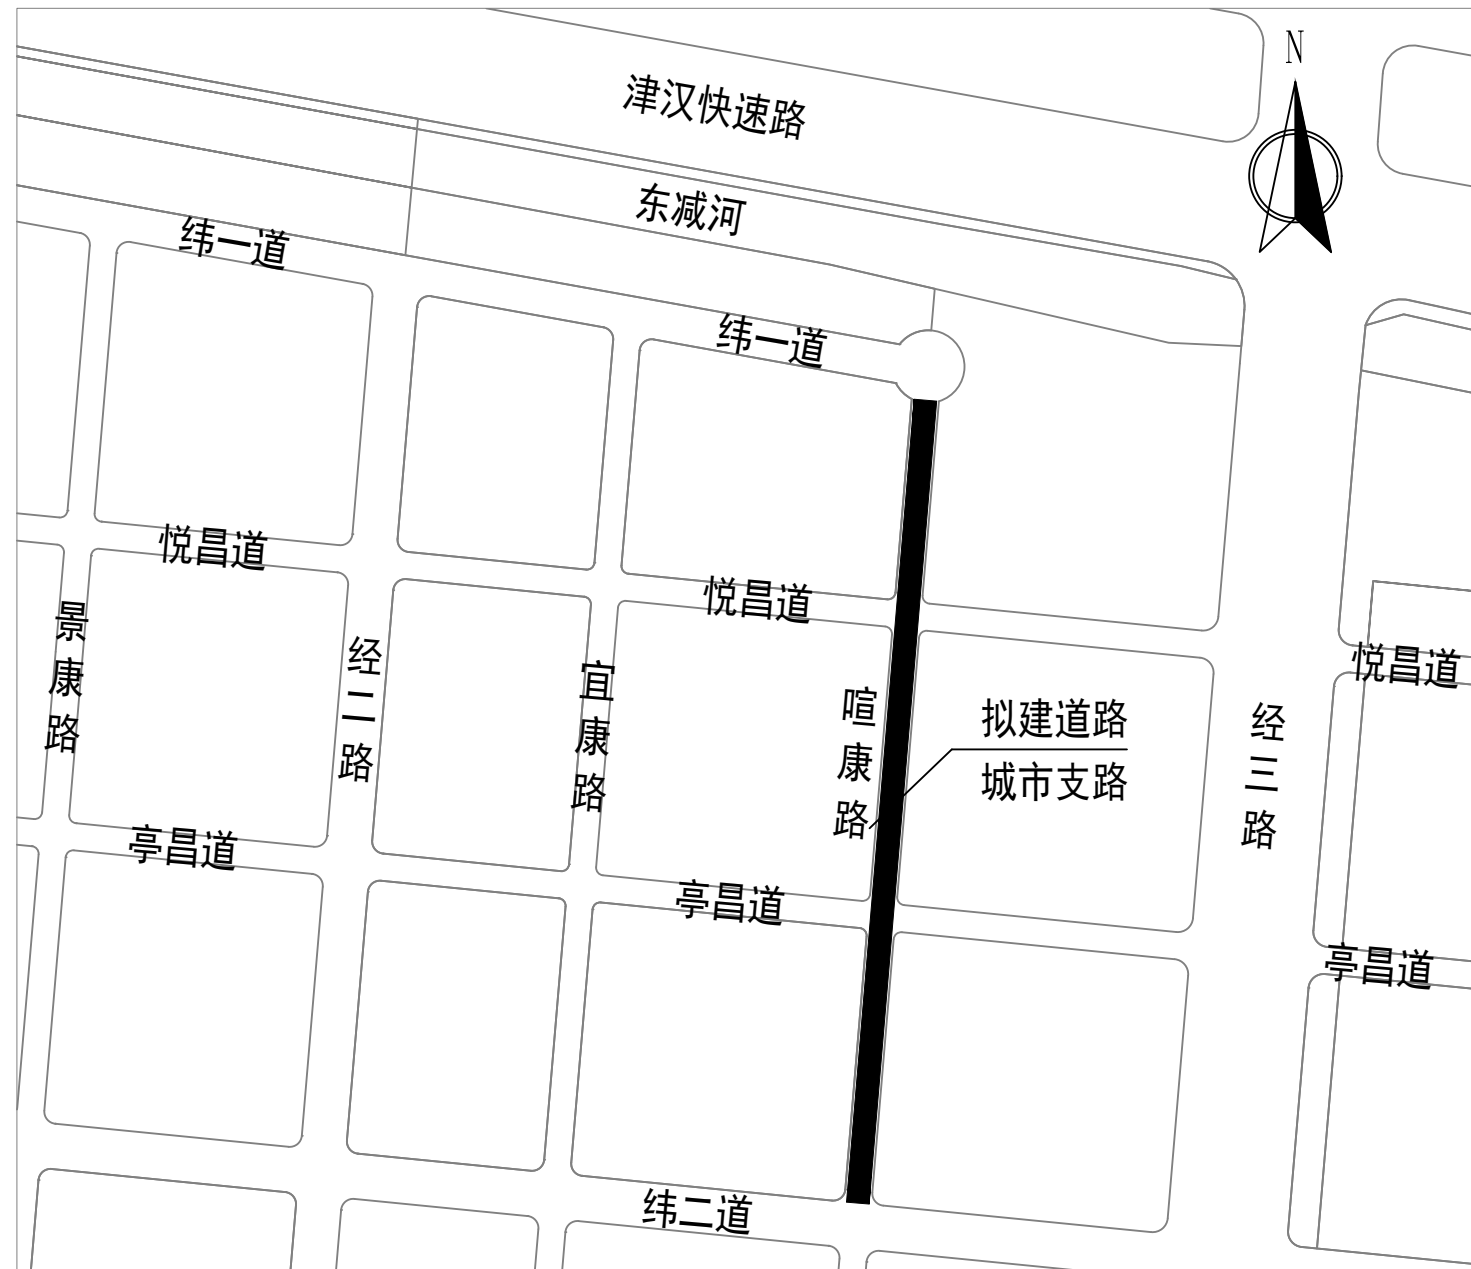 N
津汉快速路
东减河
纬一道
纬一道
悦昌道
悦昌道
悦昌道
景康路
经二路
宜康路
喧康路
拟建道路
城市支路
经三路
亭昌道
亭昌道
亭昌道
纬二道